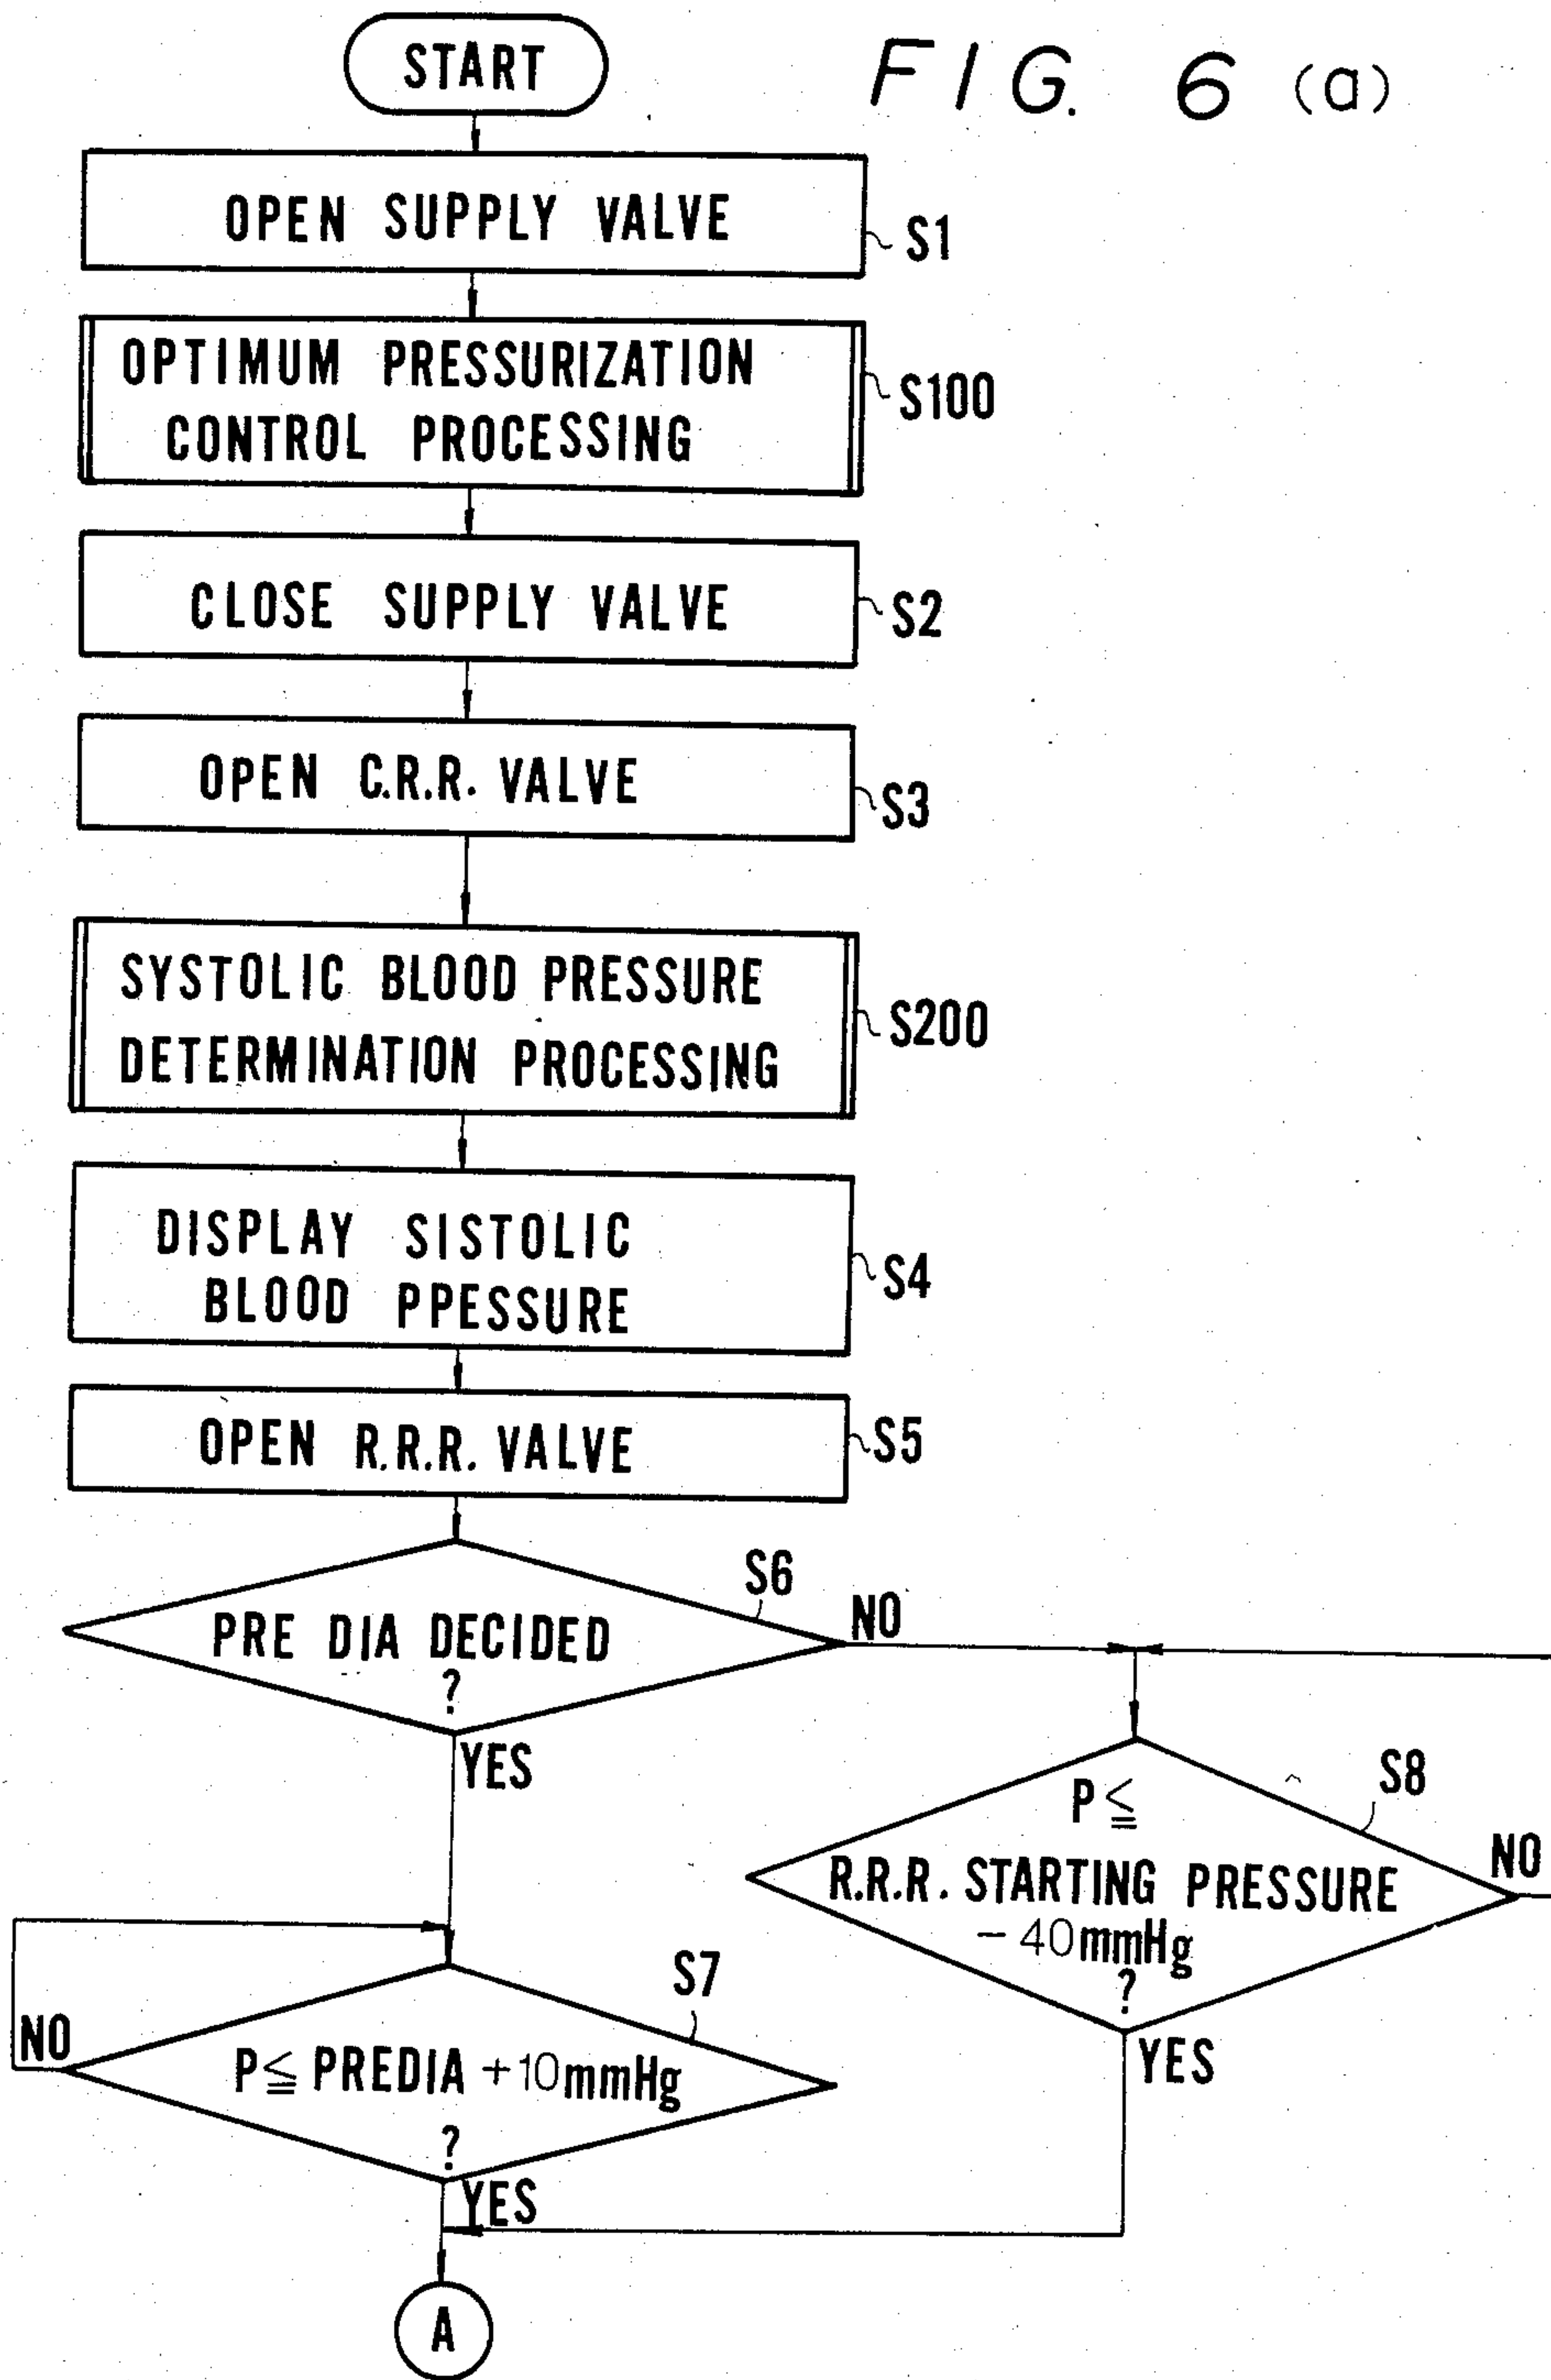 START
FIG. 6 (a)
OPEN SUPPLY VALVE
S1
OPTIMUM PRESSURIZATION
CONTROL PROCESSING
S100
CLOSE SUPPLY VALVE
S2
OPEN C.R.R. VALVE
S3
SYSTOLIC BLOOD PRESSURE
DETERMINATION PROCESSING
S200
DISPLAY SISTOLIC
BLOOD PPESSURE
S4
OPEN R.R.R. VALVE
S5
S6
PRE DIA DECIDED
?
NO
YES
S8
P ≦
R.R.R. STARTING PRESSURE
- 40mmHg
?
NO
YES
S7
P ≦ PREDIA +10mmHg
?
NO
YES
A